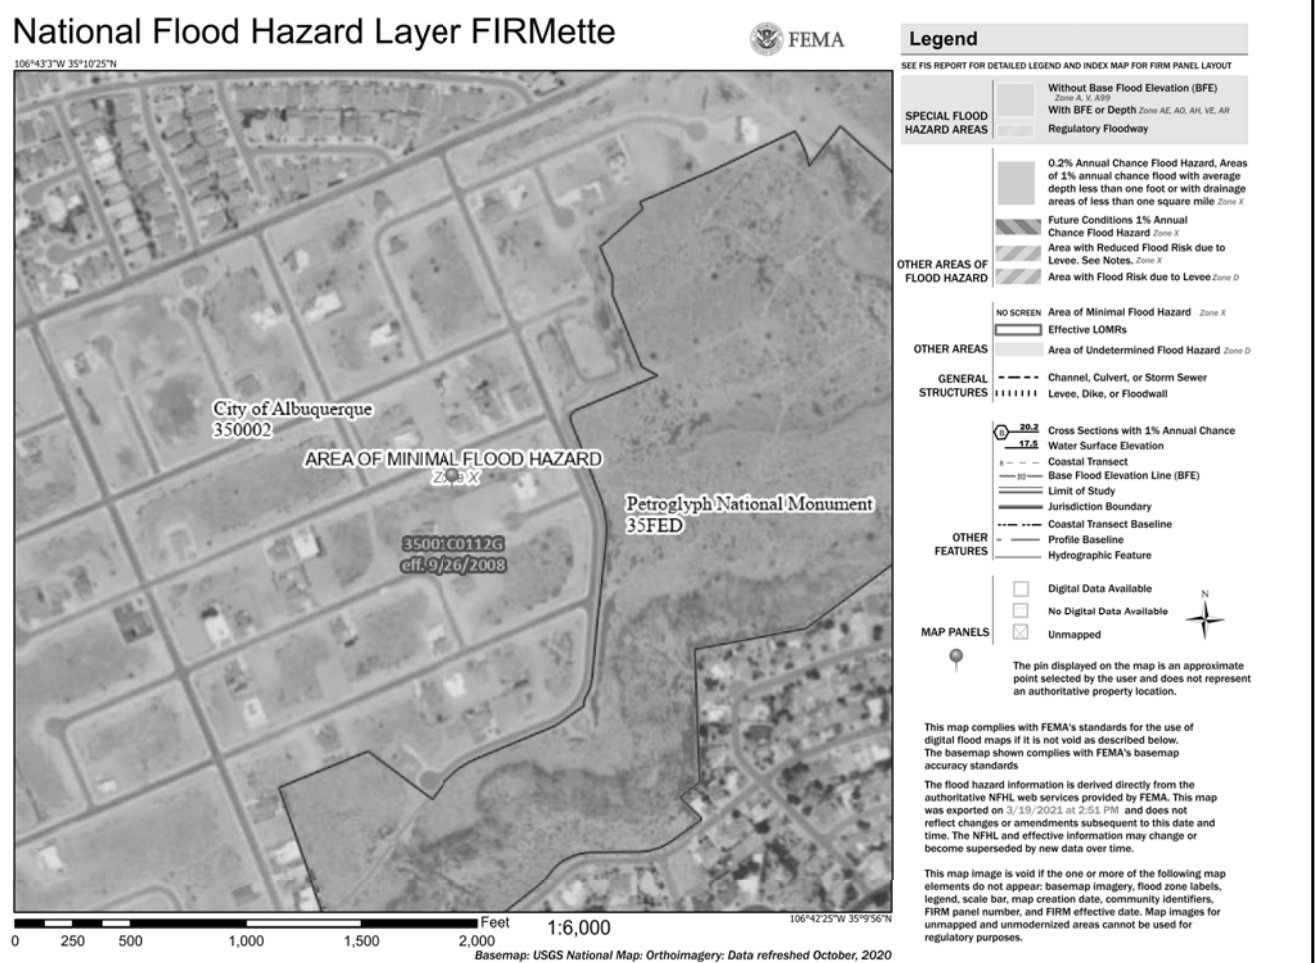 National Flood Hazard Layer FIRMette
FEMA
106°43'3"W 35°10'25"N
City of Albuquerque
350002
AREA OF MINIMAL FLOOD HAZARD
Zone X
Petroglyph National Monument
35FED
35001C0112G
eff. 9/26/2008
106°42'25"W 35°9'56"N
Feet
1:6,000
0 250 500 1,000 1,500 2,000
Basemap: USGS National Map: Orthoimagery: Data refreshed October, 2020
Legend
SEE FIS REPORT FOR DETAILED LEGEND AND INDEX MAP FOR FIRM PANEL LAYOUT
SPECIAL FLOOD
HAZARD AREAS
Without Base Flood Elevation (BFE)
Zone A, V, A99
With BFE or Depth Zone AE, AO, AH, VE, AR
Regulatory Floodway
OTHER AREAS OF
FLOOD HAZARD
0.2% Annual Chance Flood Hazard, Areas
of 1% annual chance flood with average
depth less than one foot or with drainage
areas of less than one square mile Zone X
Future Conditions 1% Annual
Chance Flood Hazard Zone X
Area with Reduced Flood Risk due to
Levee. See Notes. Zone X
Area with Flood Risk due to Levee Zone D
OTHER AREAS
NO SCREEN Area of Minimal Flood Hazard Zone X
Effective LOMRs
Area of Undetermined Flood Hazard Zone D
GENERAL
STRUCTURES
Channel, Culvert, or Storm Sewer
Levee, Dike, or Floodwall
OTHER
FEATURES
B 20.2 Cross Sections with 1% Annual Chance
17.5 Water Surface Elevation
8 Coastal Transect
513 Base Flood Elevation Line (BFE)
Limit of Study
Jurisdiction Boundary
Coastal Transect Baseline
Profile Baseline
Hydrographic Feature
MAP PANELS
Digital Data Available
No Digital Data Available
Unmapped
N
The pin displayed on the map is an approximate
point selected by the user and does not represent
an authoritative property location.
This map complies with FEMA's standards for the use of
digital flood maps if it is not void as described below.
The basemap shown complies with FEMA's basemap
accuracy standards
The flood hazard information is derived directly from the
authoritative NFHL web services provided by FEMA. This map
was exported on 3/19/2021 at 2:51 PM and does not
reflect changes or amendments subsequent to this date and
time. The NFHL and effective information may change or
become superseded by new data over time.
This map image is void if the one or more of the following map
elements do not appear: basemap imagery, flood zone labels,
legend, scale bar, map creation date, community identifiers,
FIRM panel number, and FIRM effective date. Map images for
unmapped and unmodernized areas cannot be used for
regulatory purposes.